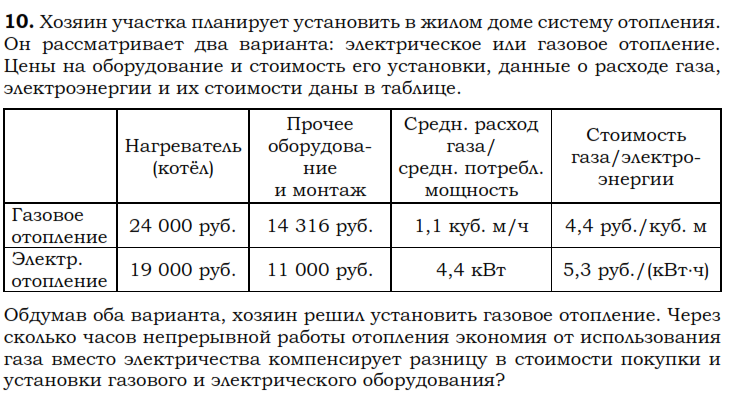 10. Хозяин участка планирует установить в жилом доме систему отопления.
Он рассматривает два варианта: электрическое или газовое отопление.
Цены на оборудование и стоимость его установки, данные о расходе газа,
электроэнергии и их стоимости даны в таблице.
Нагреватель
(котёл)
Прочее
оборудова-
ние
и монтаж
Средн. расход
газа/
средн. потребл.
мощность
Стоимость
газа/электро-
энергии
Газовое
отопление
24 000 руб.
14 316 руб.
1,1 куб. м/ч
4,4 руб./куб. м
Электр.
отопление
19 000 руб.
11 000 руб.
4,4 кВт
5,3 руб./(кВт·ч)
Обдумав оба варианта, хозяин решил установить газовое отопление. Через
сколько часов непрерывной работы отопления экономия от использования
газа вместо электричества компенсирует разницу в стоимости покупки и
установки газового и электрического оборудования?